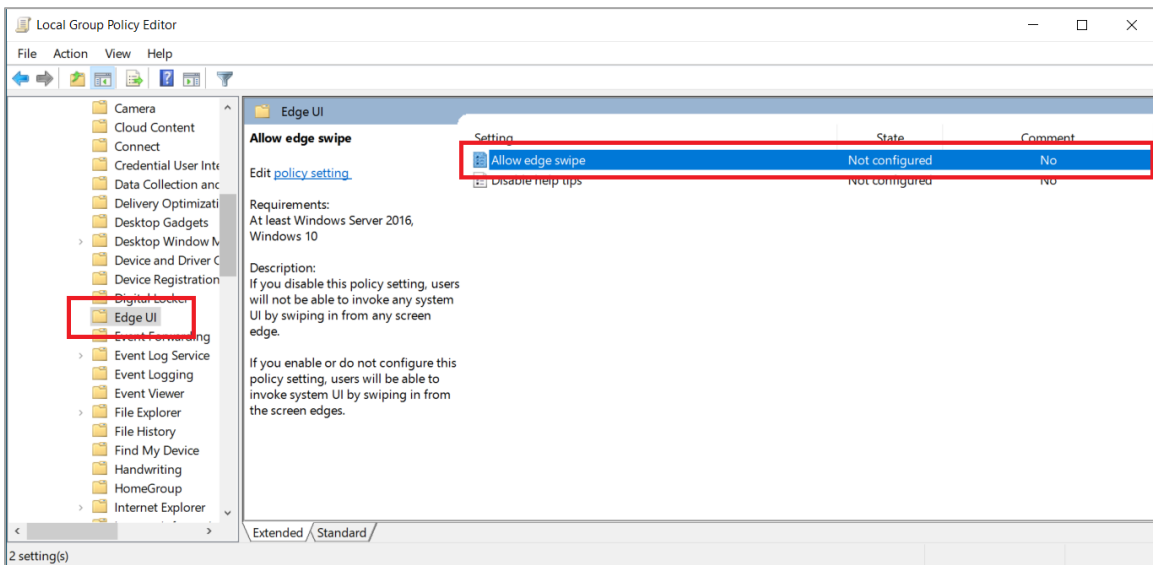 Local Group Policy Editor
File Action View Help
Camera
Cloud Content
Connect
Credential User Inte
Data Collection and
Delivery Optimizati
Desktop Gadgets
Desktop Window M
Device and Driver C
Device Registration
Digital Locker
Edge UI
Event Forwarding
Event Log Service
Event Logging
Event Viewer
File Explorer
File History
Find My Device
Handwriting
HomeGroup
Internet Explorer
Edge UI
Allow edge swipe
Edit policy setting
Requirements:
At least Windows Server 2016,
Windows 10
Description:
If you disable this policy setting, users
will not be able to invoke any system
UI by swiping in from any screen
edge.
If you enable or do not configure this
policy setting, users will be able to
invoke system UI by swiping in from
the screen edges.
Setting State Comment
Allow edge swipe Not configured No
Disable help tips Not configured No
Extended Standard
2 setting(s)